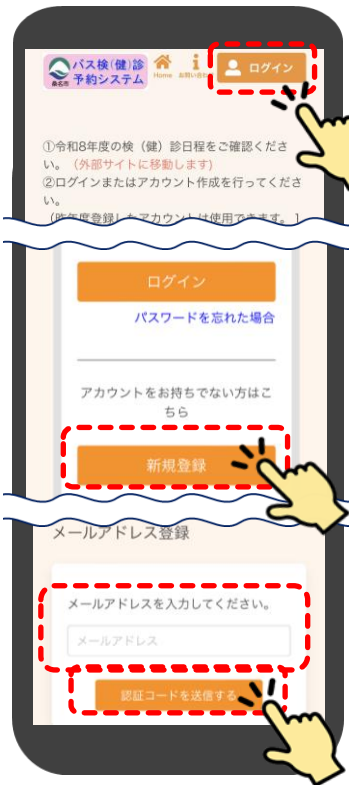 バス検(健)診
予約システム
桑名市
Home
お問い合わせ
ログイン
①令和8年度の検（健）診日程をご確認くださ
い。（外部サイトに移動します)
②ログインまたはアカウント作成を行ってくださ
い。
（昨年度登録したアカウントは使用できます。
ログイン
パスワードを忘れた場合
アカウントをお持ちでない方はこ
ちら
新規登録
メールアドレス登録
メールアドレスを入力してください。
メールアドレス
認証コードを送信する